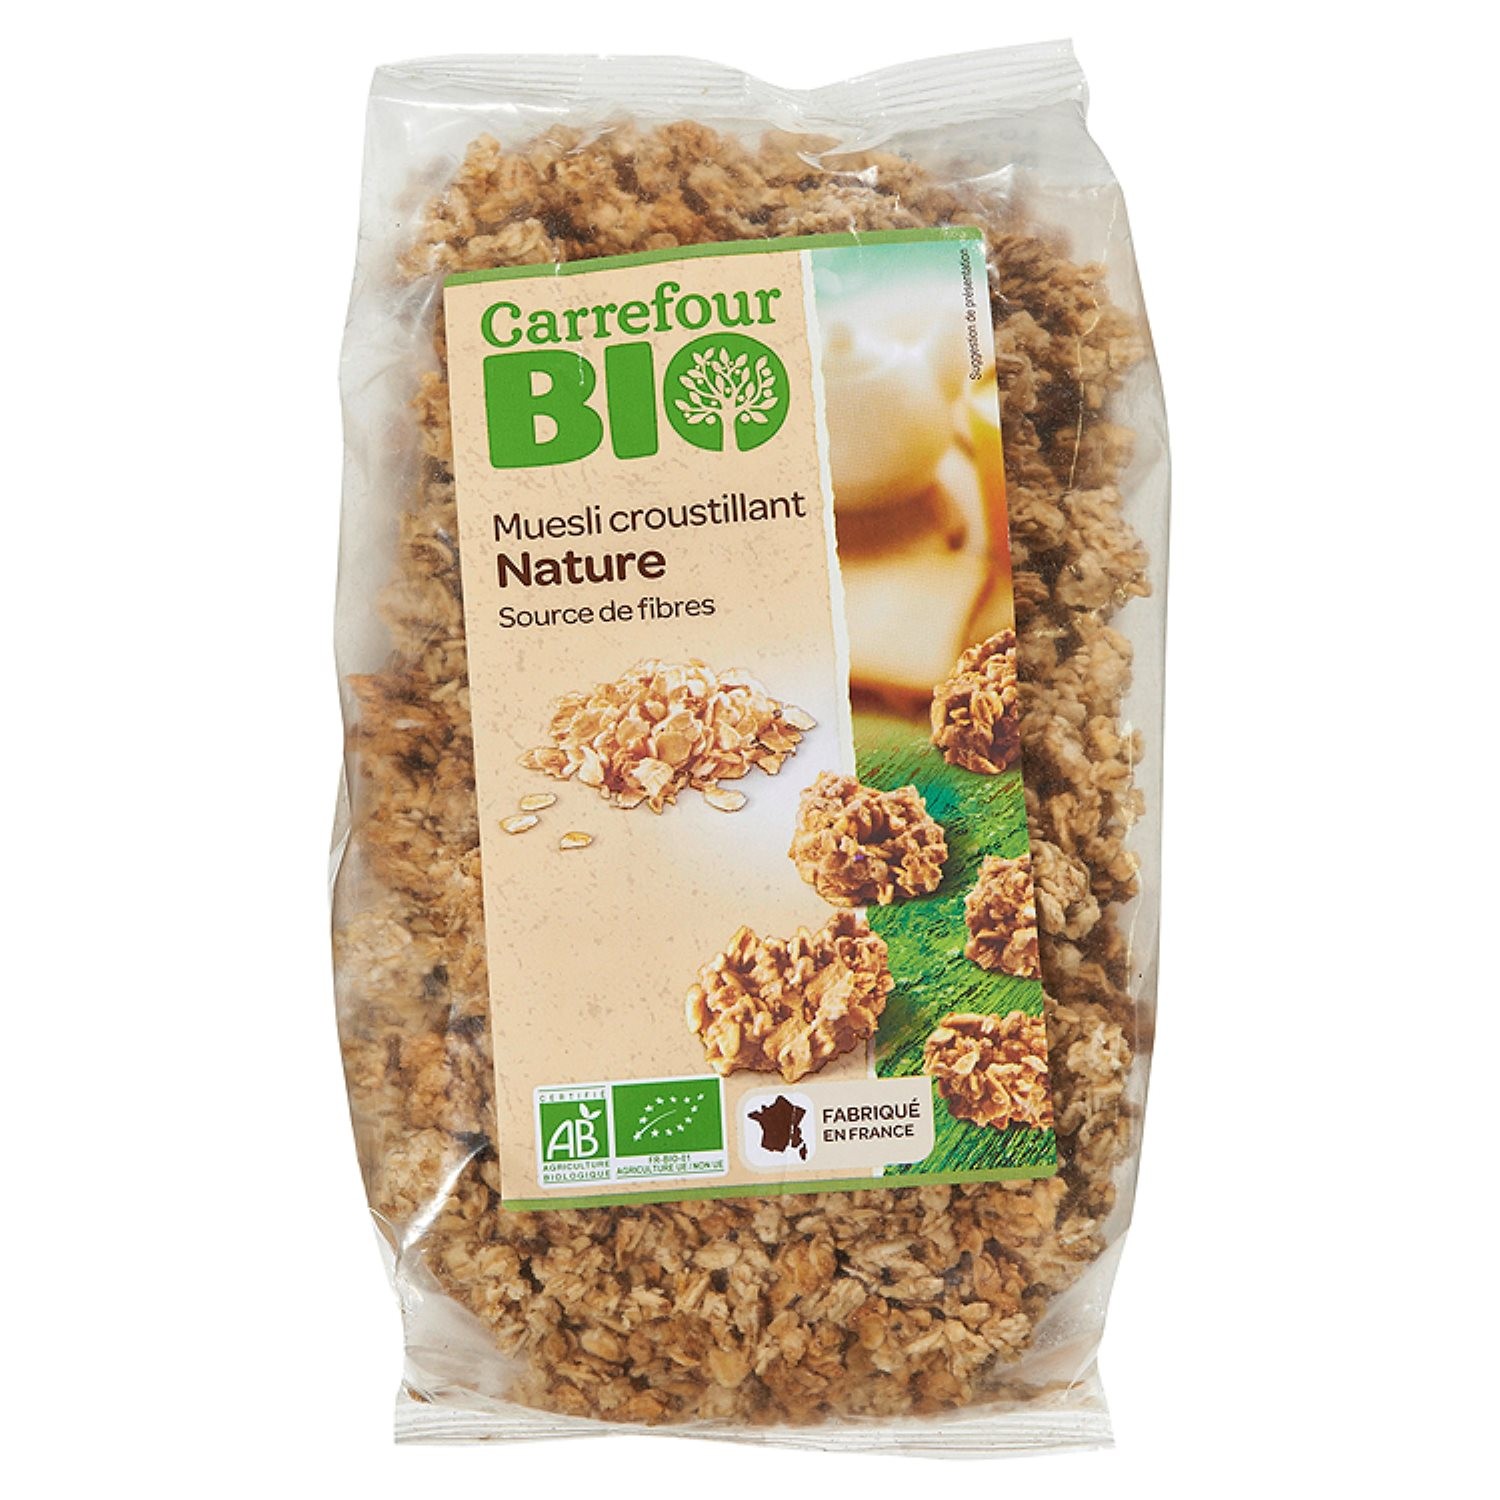 Carrefour
BIO
Suggestion de présentation
Muesli croustillant
Nature
Source de fibres
CERTIFIÉ
AB
AGRICULTURE
BIOLOGIQUE
FR-BIO-01
AGRICULTURE UE / NON UE
FABRIQUÉ
EN FRANCE